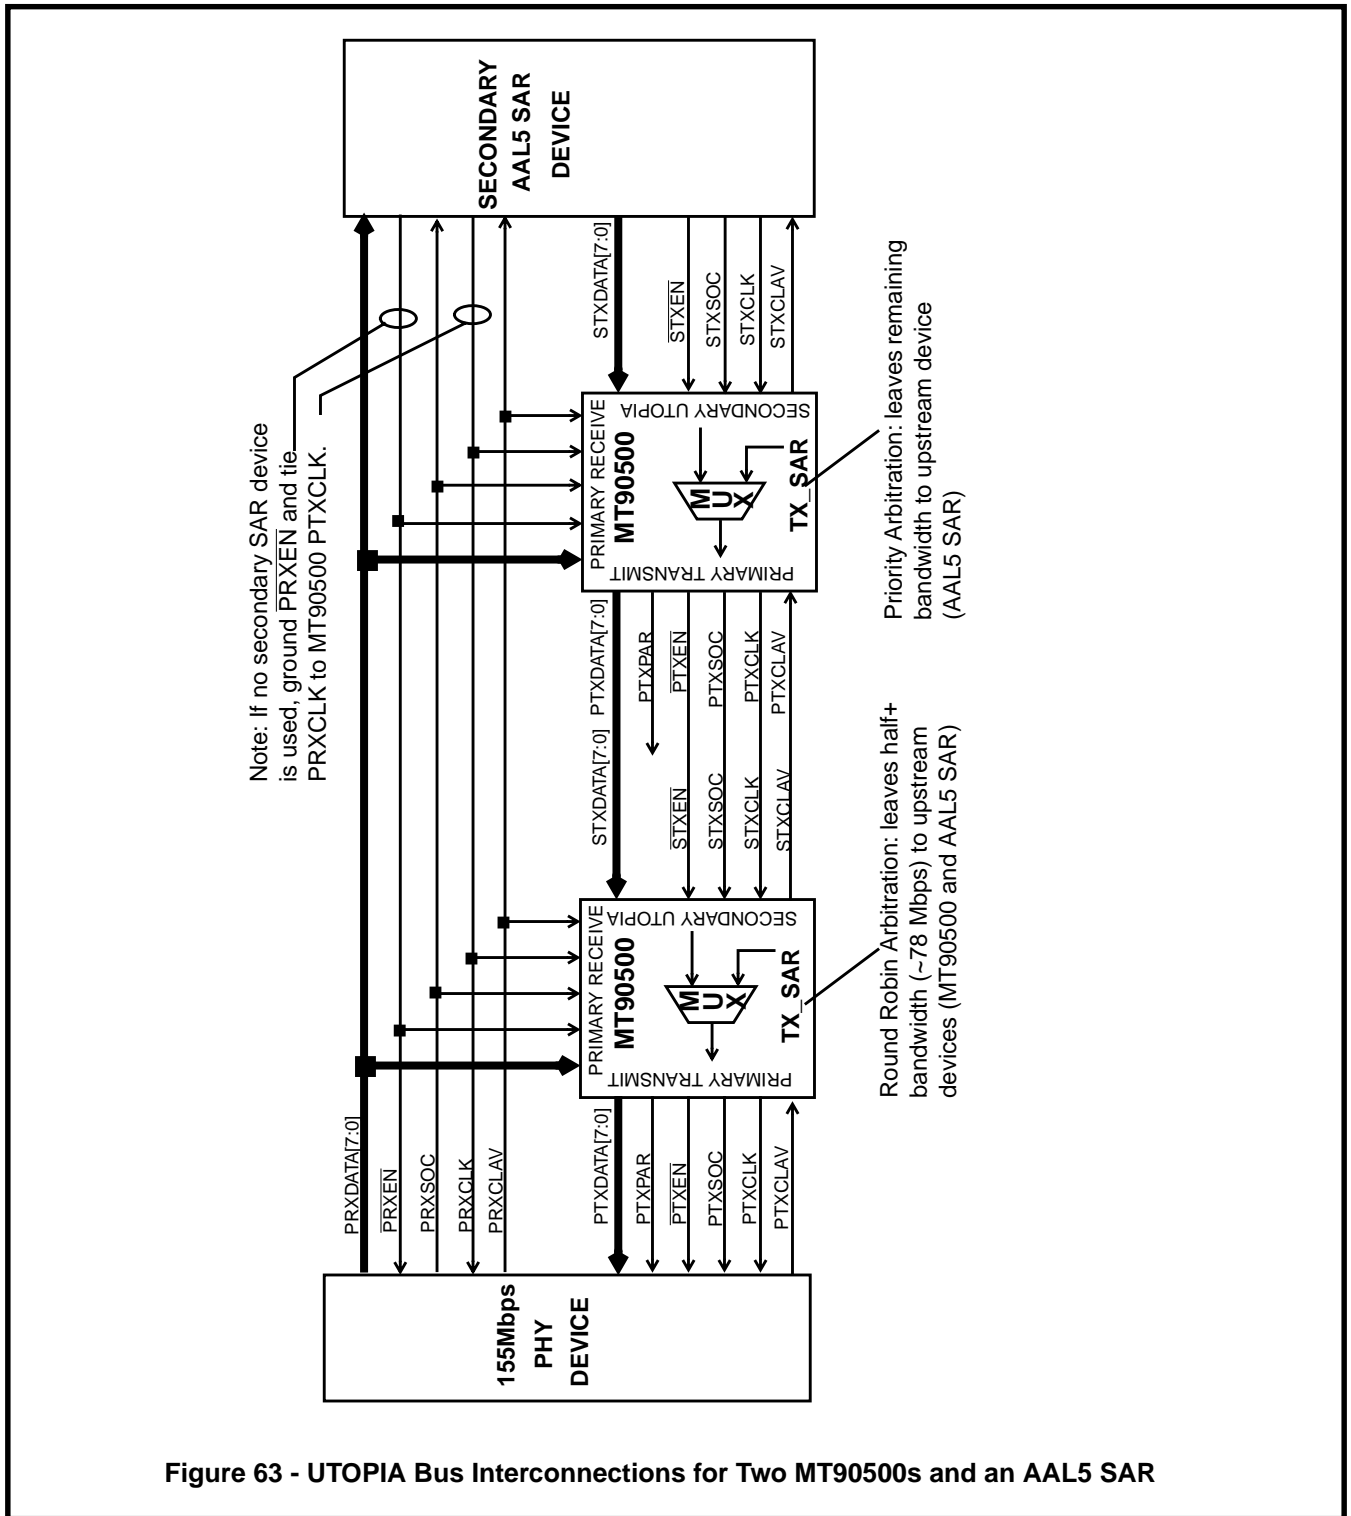 SECONDARY
AAL5 SAR
DEVICE
Note: If no secondary SAR device
is used, ground PRXEN and tie
PRXCLK to MT90500 PTXCLK.
STXDATA[7:0]
STXEN
STXSOC
STXCLK
STXCLAV
PRIMARY RECEIVE
MT90500
SECONDARY UTOPIA
MUX
TX_SAR
PRIMARY TRANSMIT
Priority Arbitration: leaves remaining
bandwidth to upstream device
(AAL5 SAR)
PTXDATA[7:0]
PTXPAR
PTXEN
PTXSOC
PTXCLK
PTXCLAV
STXDATA[7:0]
STXEN
STXSOC
STXCLK
STXCLAV
PRIMARY RECEIVE
MT90500
SECONDARY UTOPIA
MUX
TX_SAR
PRIMARY TRANSMIT
Round Robin Arbitration: leaves half+
bandwidth (~78 Mbps) to upstream
devices (MT90500 and AAL5 SAR)
PRXDATA[7:0]
PRXEN
PRXSOC
PRXCLK
PRXCLAV
PTXDATA[7:0]
PTXPAR
PTXEN
PTXSOC
PTXCLK
PTXCLAV
155Mbps
PHY
DEVICE
Figure 63 - UTOPIA Bus Interconnections for Two MT90500s and an AAL5 SAR